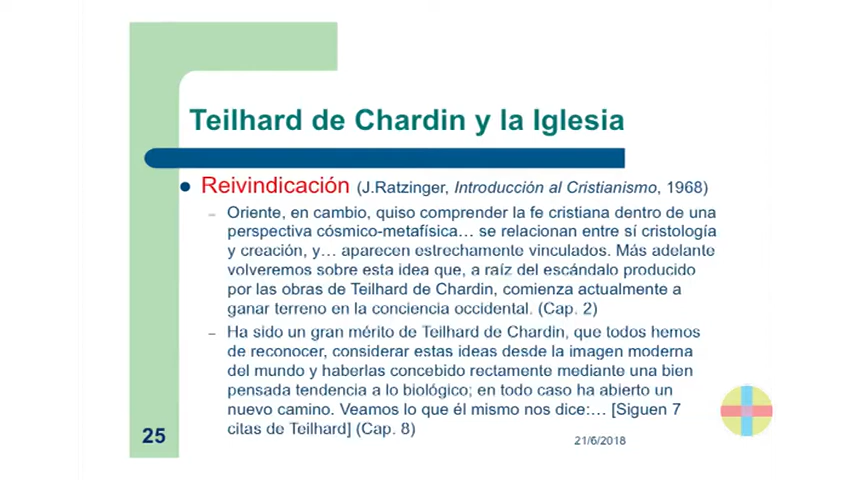 Teilhard de Chardin y la Iglesia
Reivindicación (J.Ratzinger, Introducción al Cristianismo, 1968)
– Oriente, en cambio, quiso comprender la fe cristiana dentro de una
perspectiva cósmico-metafísica… se relacionan entre sí cristología
y creación, y… aparecen estrechamente vinculados. Más adelante
volveremos sobre esta idea que, a raíz del escándalo producido
por las obras de Teilhard de Chardin, comienza actualmente a
ganar terreno en la conciencia occidental. (Cap. 2)
– Ha sido un gran mérito de Teilhard de Chardin, que todos hemos
de reconocer, considerar estas ideas desde la imagen moderna
del mundo y haberlas concebido rectamente mediante una bien
pensada tendencia a lo biológico; en todo caso ha abierto un
nuevo camino. Veamos lo que él mismo nos dice:… [Siguen 7
citas de Teilhard] (Cap. 8)
25
21/6/2018